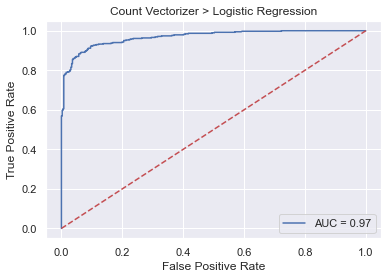 Count Vectorizer > Logistic Regression
1.0
0.8
0.6
0.4
0.2
0.0
True Positive Rate
AUC = 0.97
0.0 0.2 0.4 0.6 0.8 1.0
False Positive Rate